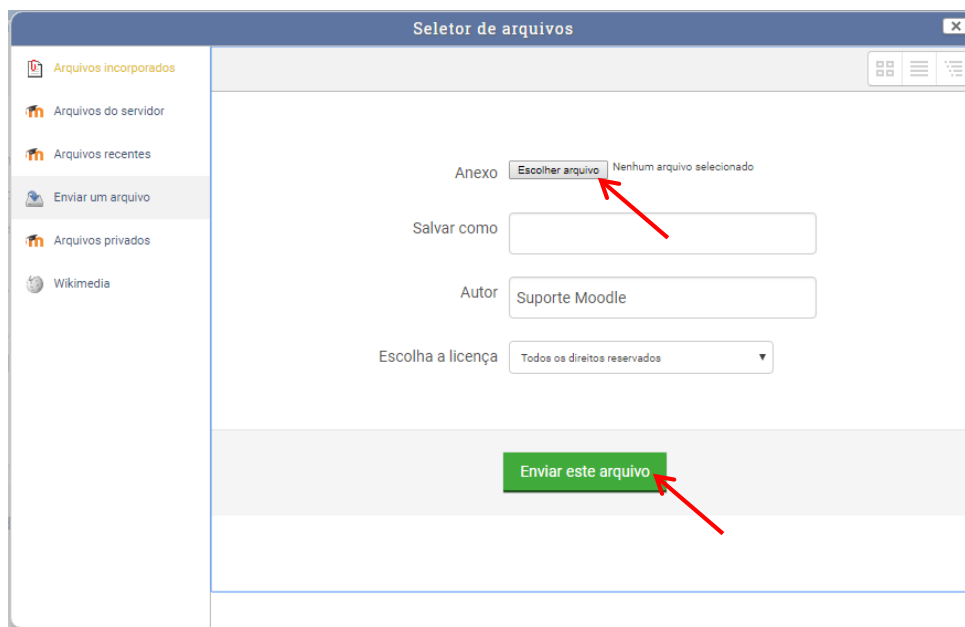 Seletor de arquivos
Arquivos incorporados
Arquivos do servidor
Arquivos recentes
Enviar um arquivo
Arquivos privados
Wikimedia
Anexo Escolher arquivo Nenhum arquivo selecionado
Salvar como
Autor Suporte Moodle
Escolha a licença Todos os direitos reservados
Enviar este arquivo